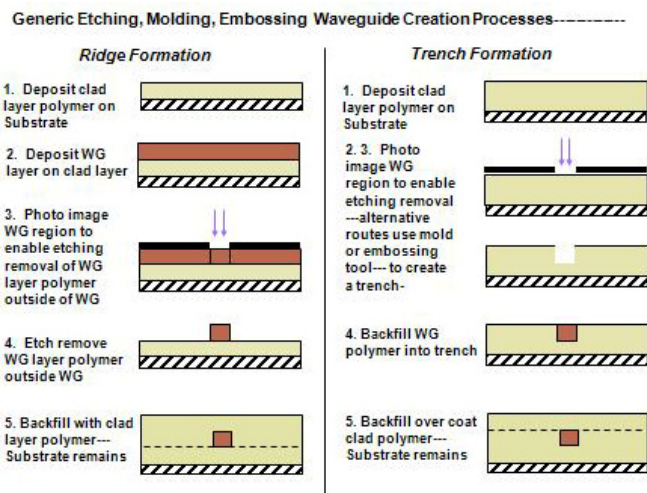 Generic Etching, Molding, Embossing Waveguide Creation Processes------------
Ridge Formation
1. Deposit clad
layer polymer on
Substrate
2. Deposit WG
layer on clad layer
3. Photo image
WG region to
enable etching
removal of WG
layer polymer
outside of WG
4. Etch remove
WG layer polymer
outside WG
5. Backfill with clad
layer polymer---
Substrate remains
Trench Formation
1. Deposit clad
layer polymer on
Substrate
2. 3. Photo
image WG
region to enable
etching removal
---alternative
routes use mold
or embossing
tool--- to create
a trench-
4. Backfill WG
polymer into trench
5. Backfill over coat
clad polymer---
Substrate remains